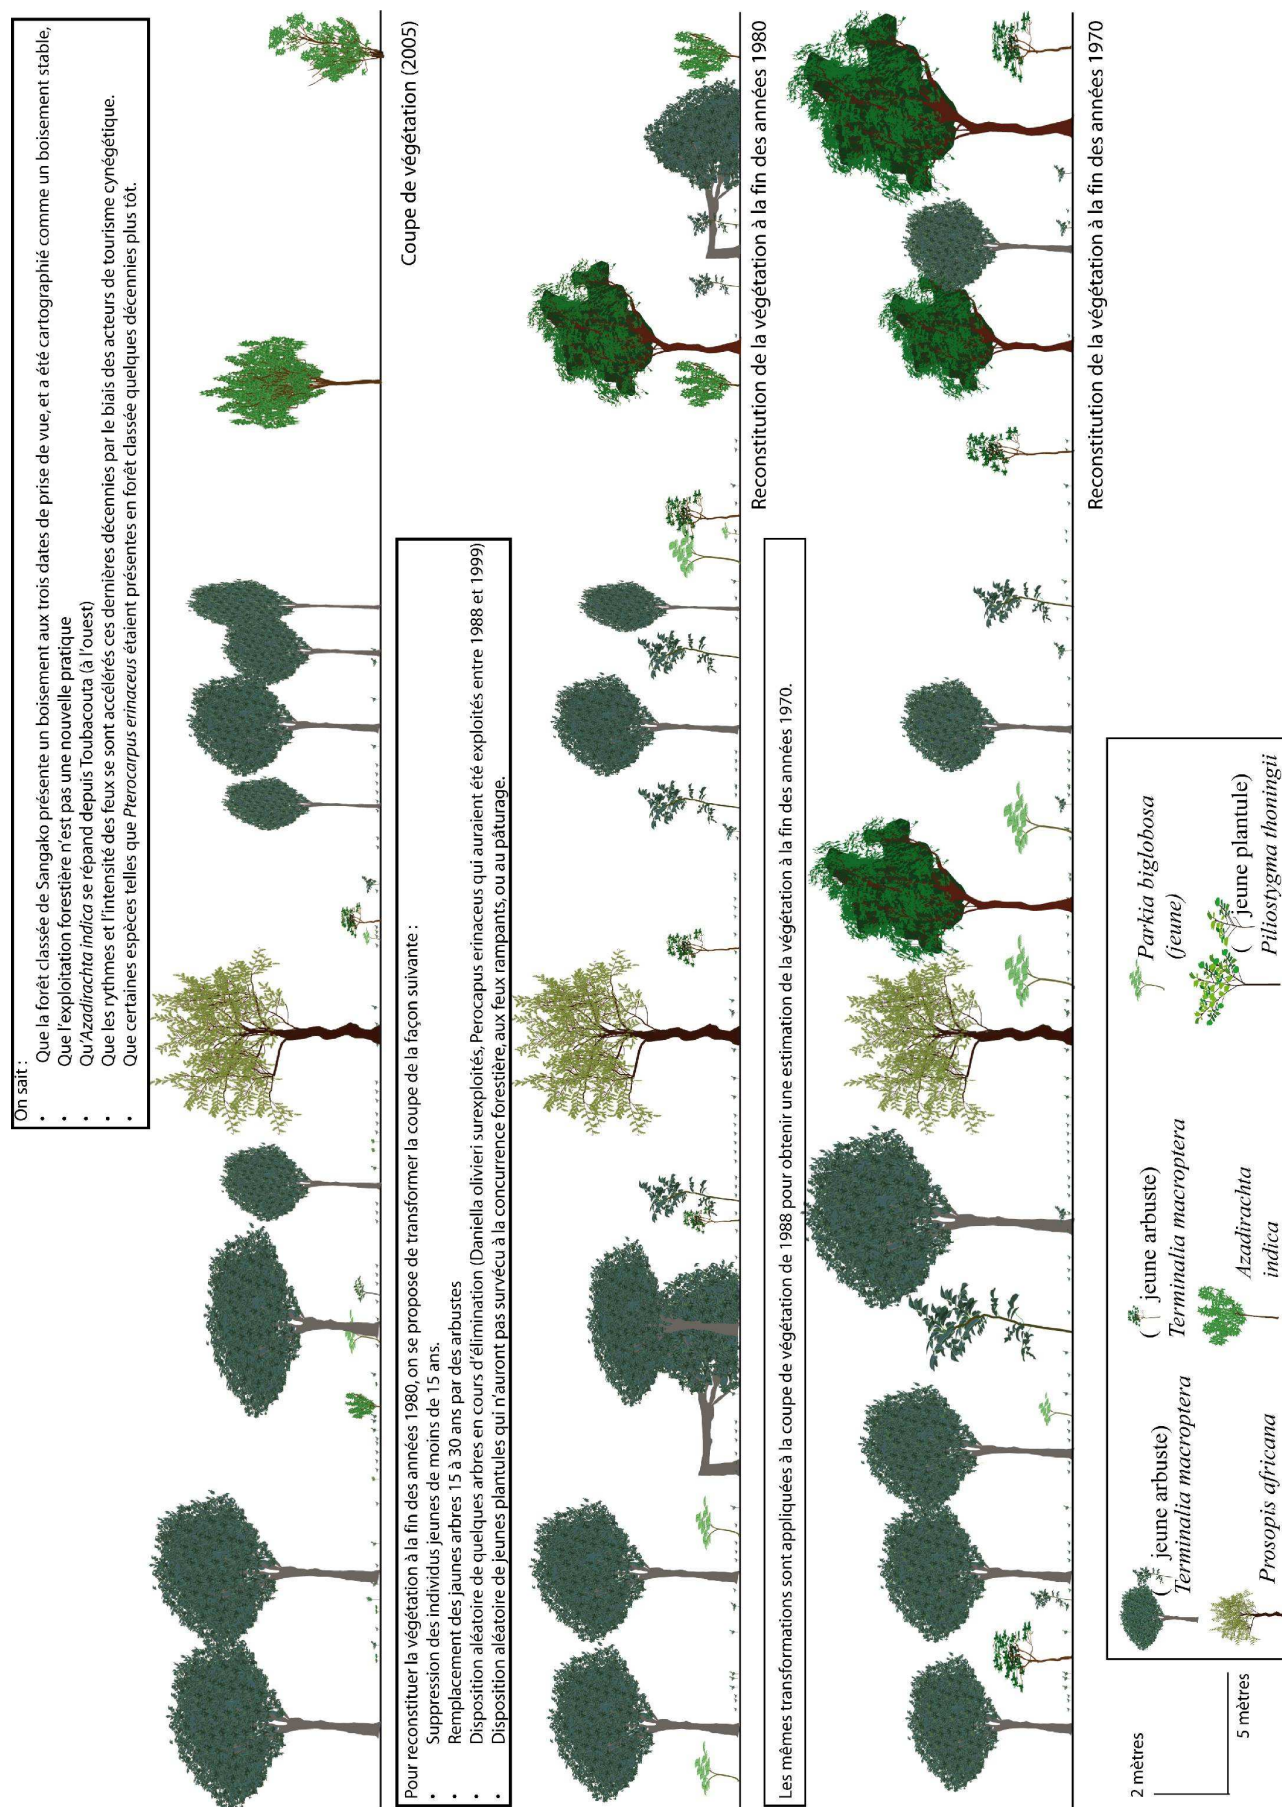 On sait :
• Que la forêt classée de Sangako présente un boisement aux trois dates de prise de vue, et a été cartographié comme un boisement stable,
• Que l'exploitation forestière n'est pas une nouvelle pratique
• Qu'Azadirachta indica se répand depuis Toubacouta (à l'ouest)
• Que les rythmes et l'intensité des feux se sont accélérés ces dernières décennies par le biais des acteurs de tourisme cynégétique.
• Que certaines espèces telles que Pterocarpus erinaceus étaient présentes en forêt classée quelques décennies plus tôt.
Coupe de végétation (2005)
Pour reconstituer la végétation à la fin des années 1980, on se propose de transformer la coupe de la façon suivante :
• Suppression des individus jeunes de moins de 15 ans.
• Remplacement des jaunes arbres 15 à 30 ans par des arbustes
• Disposition aléatoire de quelques arbres en cours d'élimination (Daniella olivieri surexploités, Perocapus erinaceus qui auraient été exploités entre 1988 et 1999)
• Disposition aléatoire de jeunes plantules qui n'auront pas survécu à la concurrence forestière, aux feux rampants, ou au pâturage.
Reconstitution de la végétation à la fin des années 1980
Les mêmes transformations sont appliquées à la coupe de végétation de 1988 pour obtenir une estimation de la végétation à la fin des années 1970.
Reconstitution de la végétation à la fin des années 1970
2 mètres
5 mètres
( jeune arbuste)
Terminalia macroptera
Prosopis africana
( jeune arbuste)
Terminalia macroptera
Azadirachta
indica
Parkia biglobosa
(jeune)
( jeune plantule)
Piliostygma thoningii